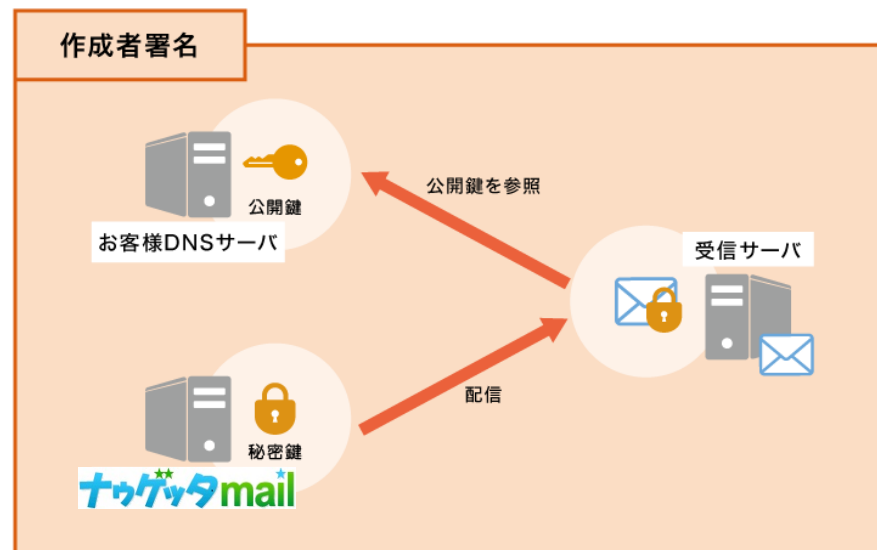 作成者署名
公開鍵
お客様DNSサーバ
公開鍵を参照
受信サーバ
配信
秘密鍵
ナゥゲッタmail